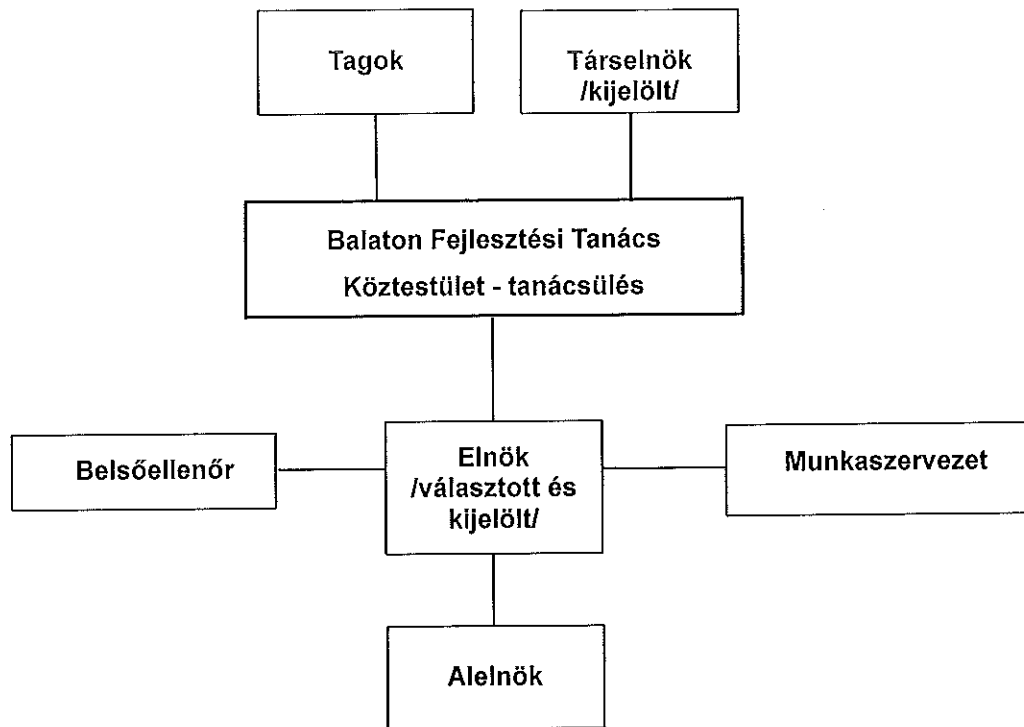 Tagok
Társelnök
/kijelölt/
Balaton Fejlesztési Tanács
Köztestület - tanácsülés
Belsőellenőr
Elnök
/választott és
kijelölt/
Munkaszervezet
Alelnök